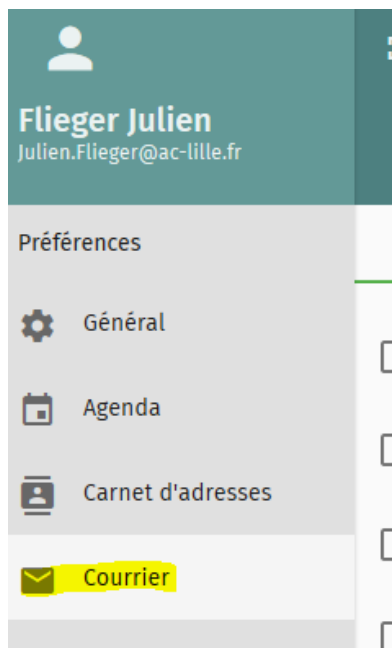 Flieger Julien
Julien.Flieger@ac-lille.fr
Préférences
Général
Agenda
Carnet d'adresses
Courrier